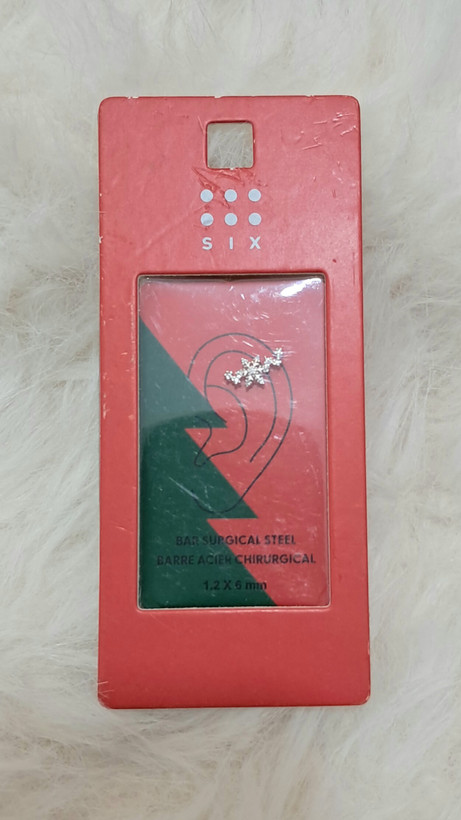 SIX
BAR SURGICAL STEEL
BARRE ACIER CHIRURGICAL
1,2 X 6 mm